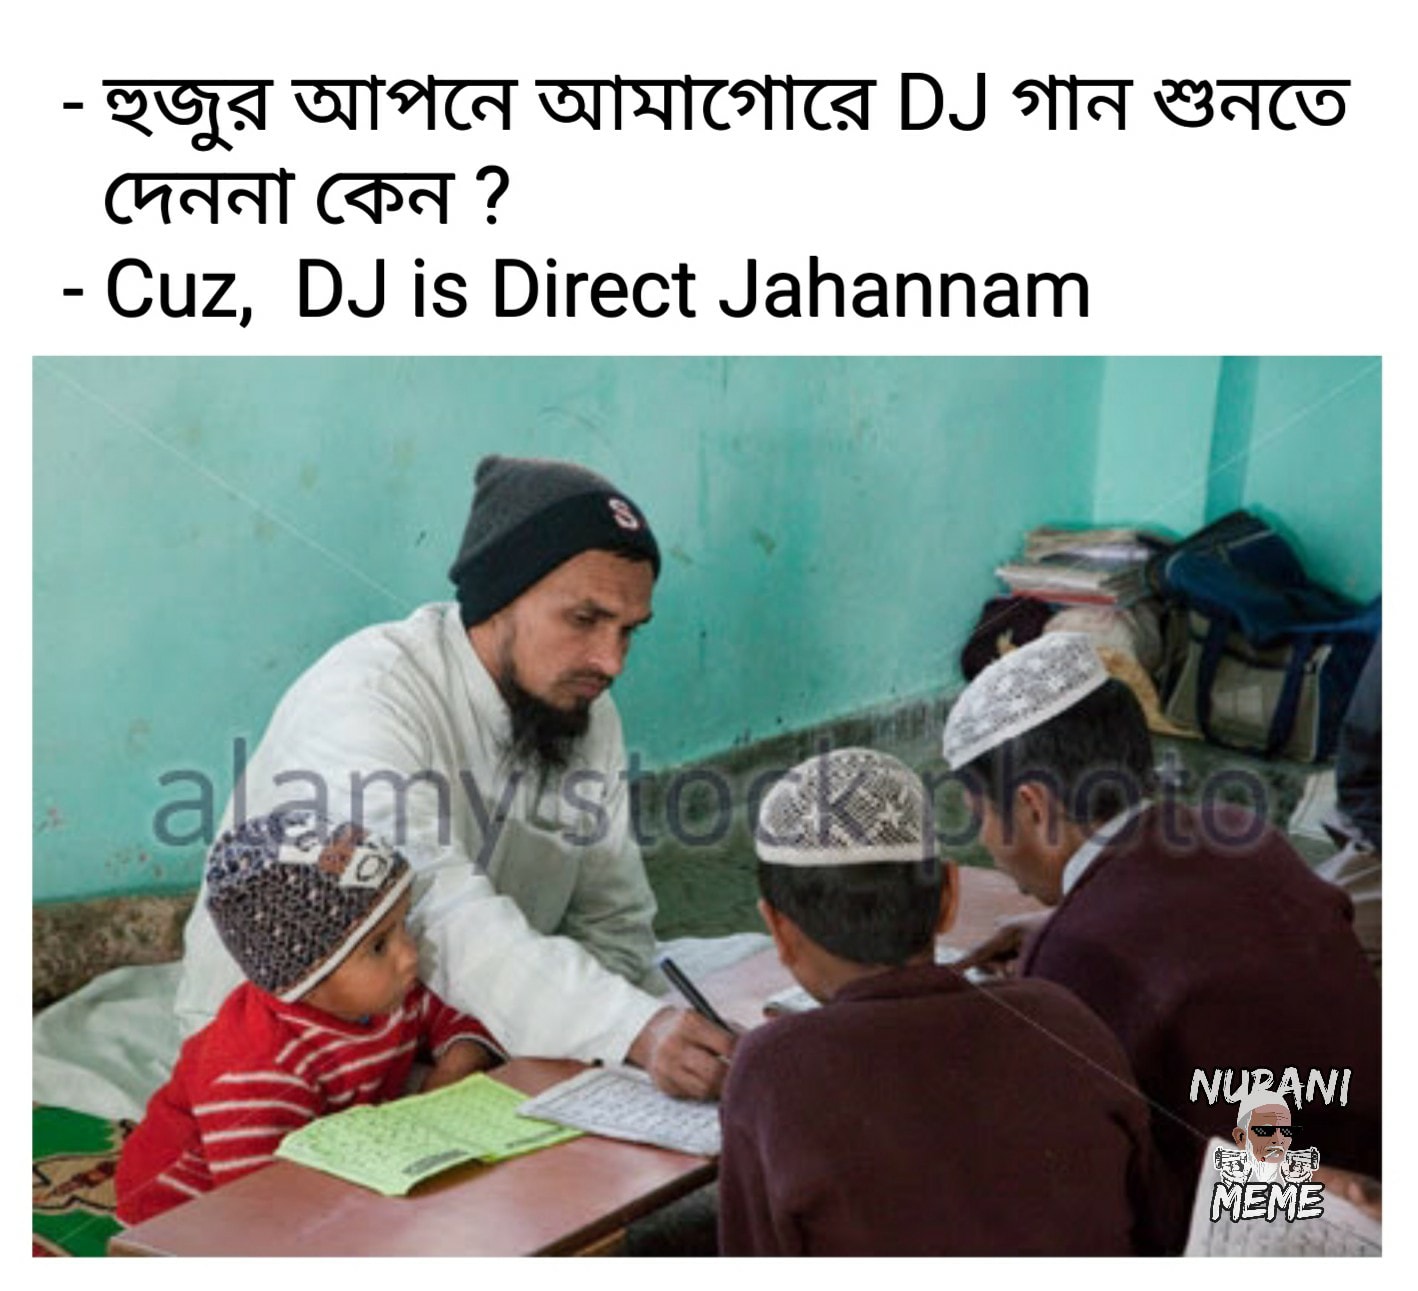 - হুজুর আপনে আমাগোরে DJ গান শুনতে
দেননা কেন ?
- Cuz, DJ is Direct Jahannam
alamy stock photo
NURANI
MEME